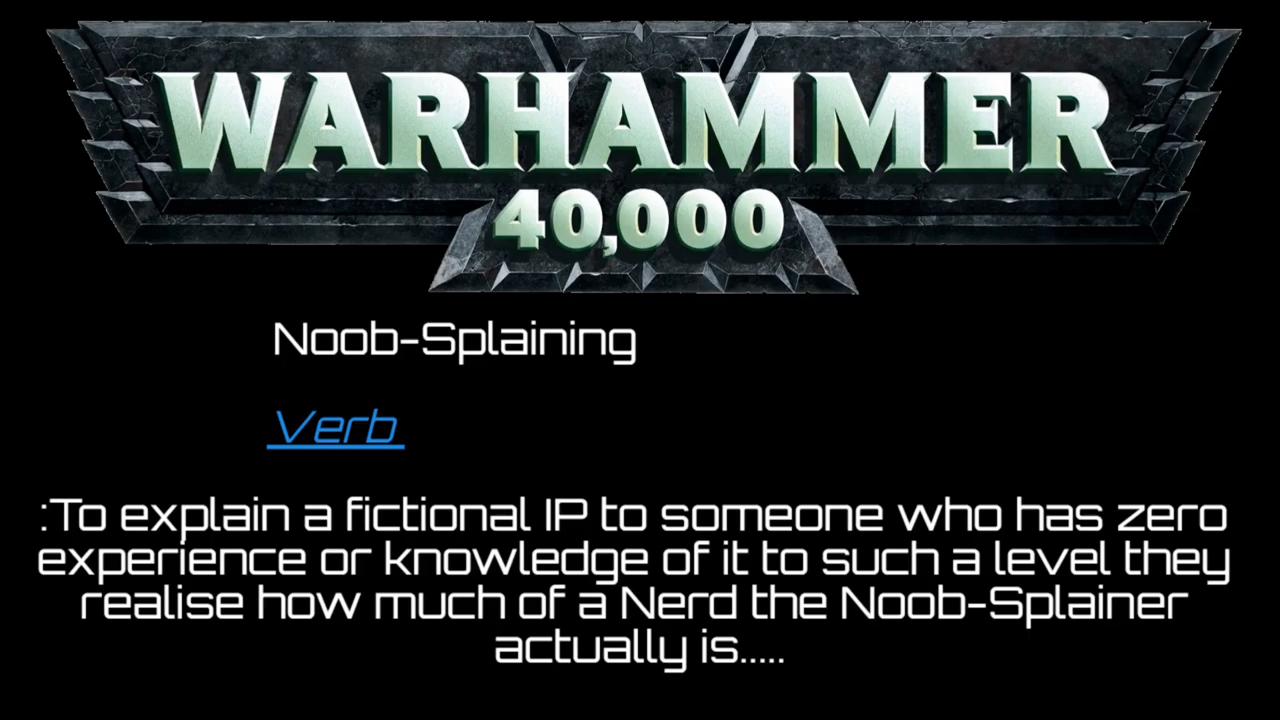 WARHAMMER
40,000
Noob-Splaining
Verb
:To explain a fictional IP to someone who has zero
experience or knowledge of it to such a level they
realise how much of a Nerd the Noob-Splainer
actually is.....